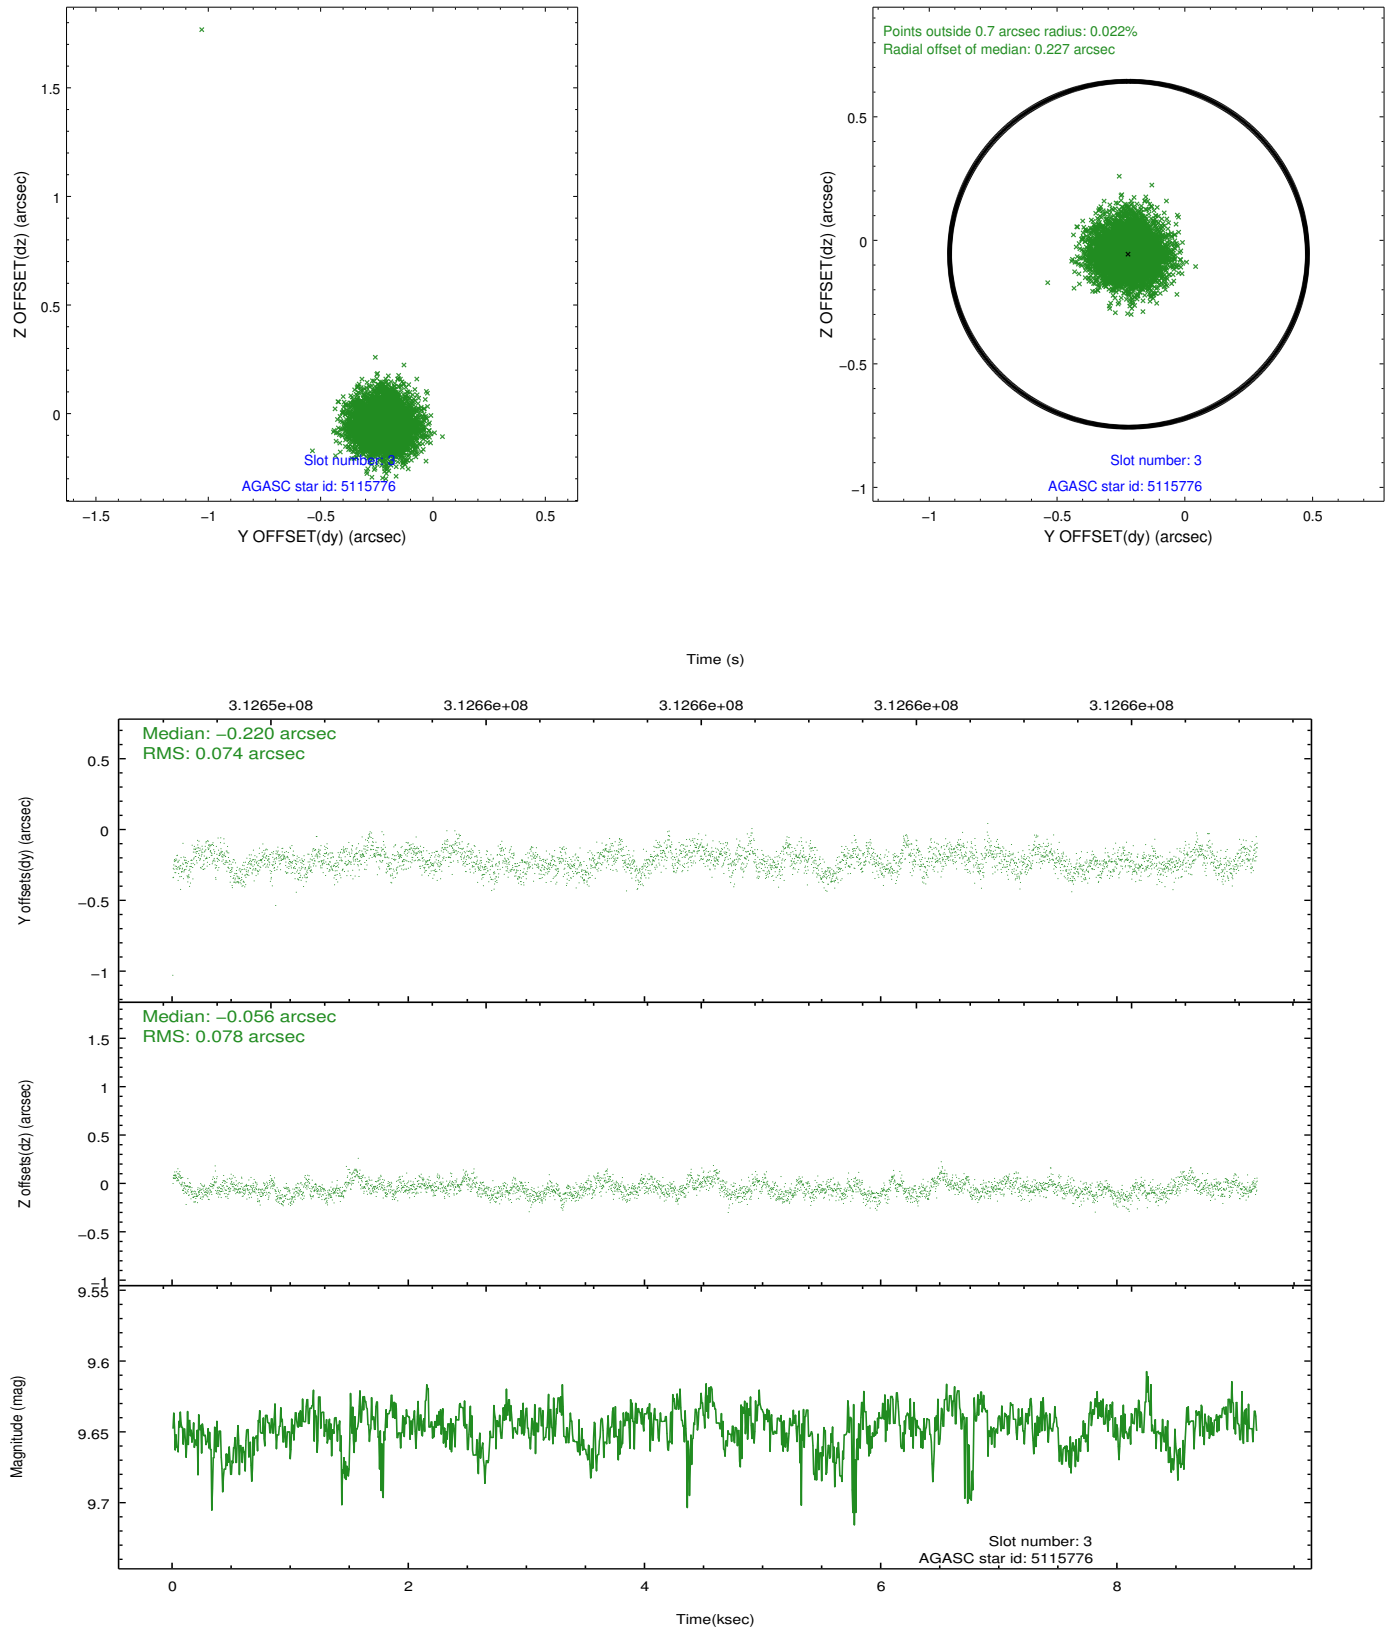 1.5
1
0.5
0
Z OFFSET(dz) (arcsec)
Slot number: 3
AGASC star id: 5115776
−1.5
−1
−0.5
0
0.5
Y OFFSET(dy) (arcsec)
Points outside 0.7 arcsec radius: 0.022%
Radial offset of median: 0.227 arcsec
0.5
0
−0.5
−1
Z OFFSET(dz) (arcsec)
Slot number: 3
AGASC star id: 5115776
−1
−0.5
0
0.5
Y OFFSET(dy) (arcsec)
Time (s)
3.1265e+08
3.1266e+08
3.1266e+08
3.1266e+08
3.1266e+08
Median: −0.220 arcsec
RMS: 0.074 arcsec
0.5
0
−0.5
−1
Y offsets(dy) (arcsec)
Median: −0.056 arcsec
RMS: 0.078 arcsec
1.5
1
0.5
0
−0.5
−1
Z offsets(dz) (arcsec)
9.55
9.6
9.65
9.7
Magnitude (mag)
Slot number: 3
AGASC star id: 5115776
0
2
4
6
8
Time(ksec)